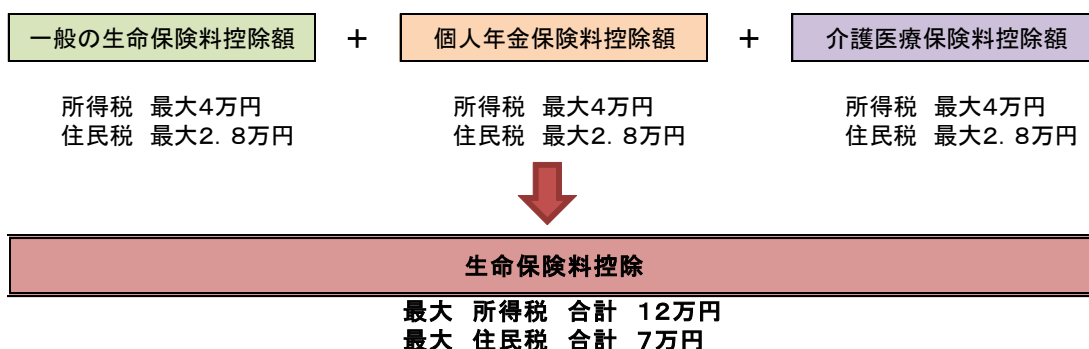 一般の生命保険料控除額 + 個人年金保険料控除額 + 介護医療保険料控除額
所得税 最大4万円 所得税 最大4万円 所得税 最大4万円
住民税 最大2.8万円 住民税 最大2.8万円 住民税 最大2.8万円
生命保険料控除
最大 所得税 合計 12万円
最大 住民税 合計 7万円